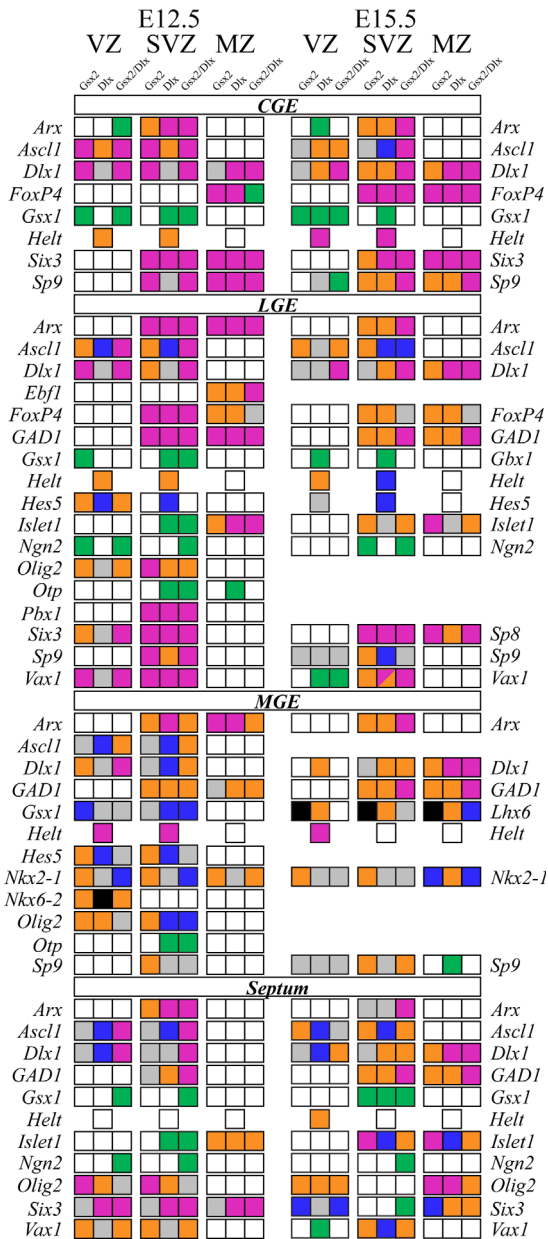 E12.5 E15.5
VZ SVZ MZ VZ SVZ MZ
Gsx2 Dlx Gsx2/Dlx Gsx2 Dlx Gsx2/Dlx Gsx2 Dlx Gsx2/Dlx Gsx2 Dlx Gsx2/Dlx Gsx2 Dlx Gsx2/Dlx Gsx2 Dlx Gsx2/Dlx
CGE
Arx Arx
Ascl1 Ascl1
Dlx1 Dlx1
FoxP4 FoxP4
Gsx1 Gsx1
Helt Helt
Six3 Six3
Sp9 Sp9
LGE
Arx Arx
Ascl1 Ascl1
Dlx1 Dlx1
Ebf1
FoxP4 FoxP4
GAD1 GAD1
Gsx1 Gbx1
Helt Helt
Hes5 Hes5
Islet1 Islet1
Ngn2 Ngn2
Olig2
Otp
Pbx1
Six3 Sp8
Sp9 Sp9
Vax1 Vax1
MGE
Arx Arx
Ascl1
Dlx1 Dlx1
GAD1 GAD1
Gsx1 Lhx6
Helt Helt
Hes5
Nkx2-1 Nkx2-1
Nkx6-2
Olig2
Otp
Sp9 Sp9
Septum
Arx Arx
Ascl1 Ascl1
Dlx1 Dlx1
GAD1 GAD1
Gsx1 Gsx1
Helt Helt
Islet1 Islet1
Ngn2 Ngn2
Olig2 Olig2
Six3 Six3
Vax1 Vax1